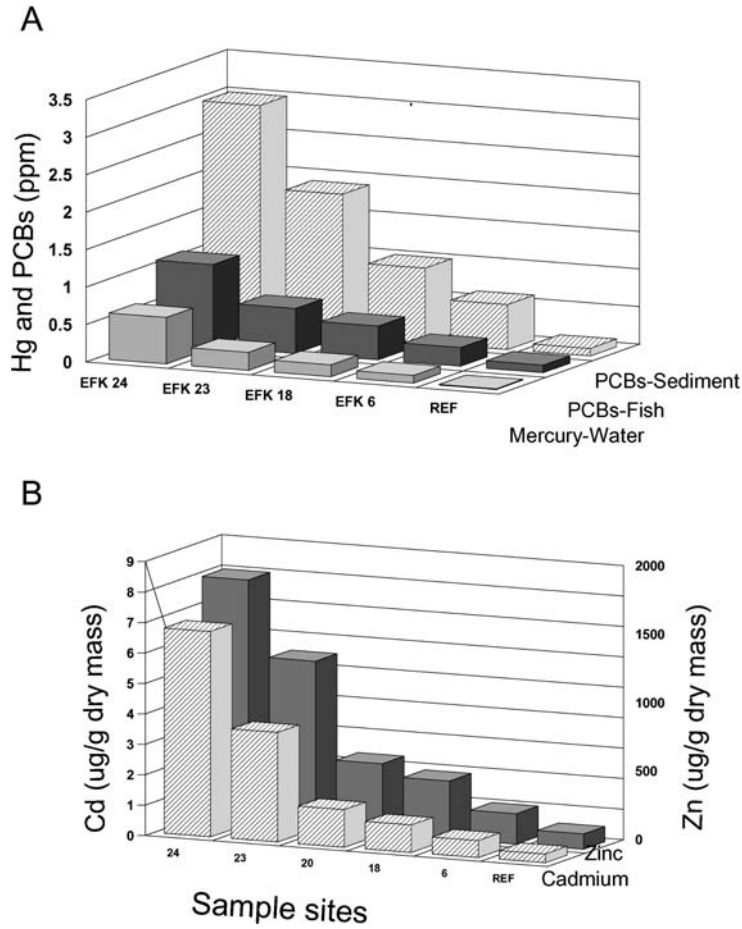 A
Hg and PCBs (ppm)
3.5
3
2.5
2
1.5
1
0.5
0
EFK 24
EFK 23
EFK 18
EFK 6
REF
PCBs-Sediment
PCBs-Fish
Mercury-Water
B
Cd (ug/g dry mass)
9
8
7
6
5
4
3
2
1
0
2000
1500
1000
500
0
Zn (ug/g dry mass)
24
23
20
18
6
REF
Zinc
Cadmium
Sample sites